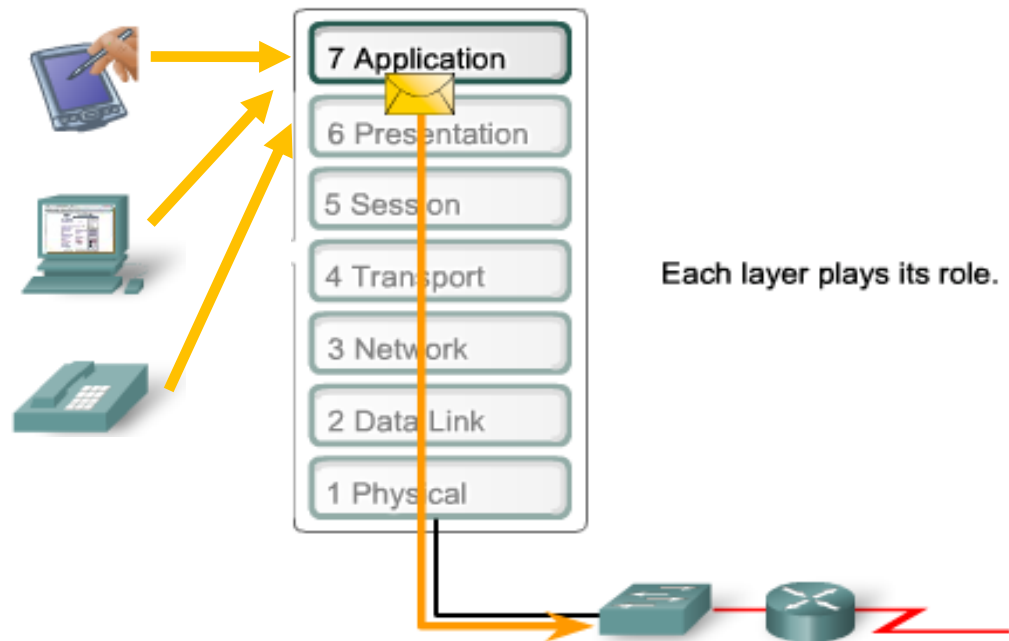 7 Application
6 Presentation
5 Session
4 Transport
Each layer plays its role.
3 Network
2 Data Link
1 Physical